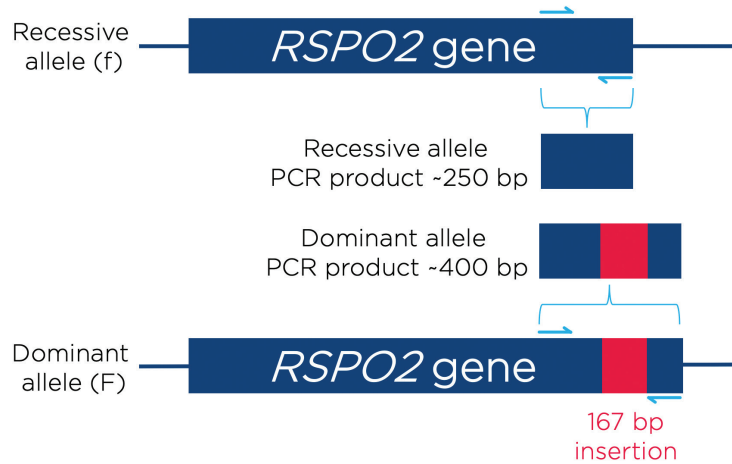 Recessive
allele (f)
RSPO2 gene
Recessive allele
PCR product ~250 bp
Dominant allele
PCR product ~400 bp
Dominant
allele (F)
RSPO2 gene
167 bp
insertion